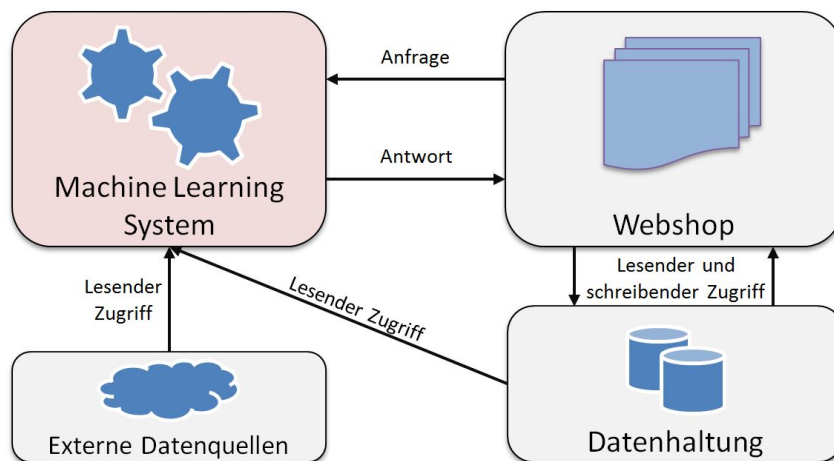 Anfrage
Antwort
Machine Learning
System
Webshop
Lesender
Zugriff
Lesender Zugriff
Lesender und
schreibender Zugriff
Externe Datenquellen
Datenhaltung